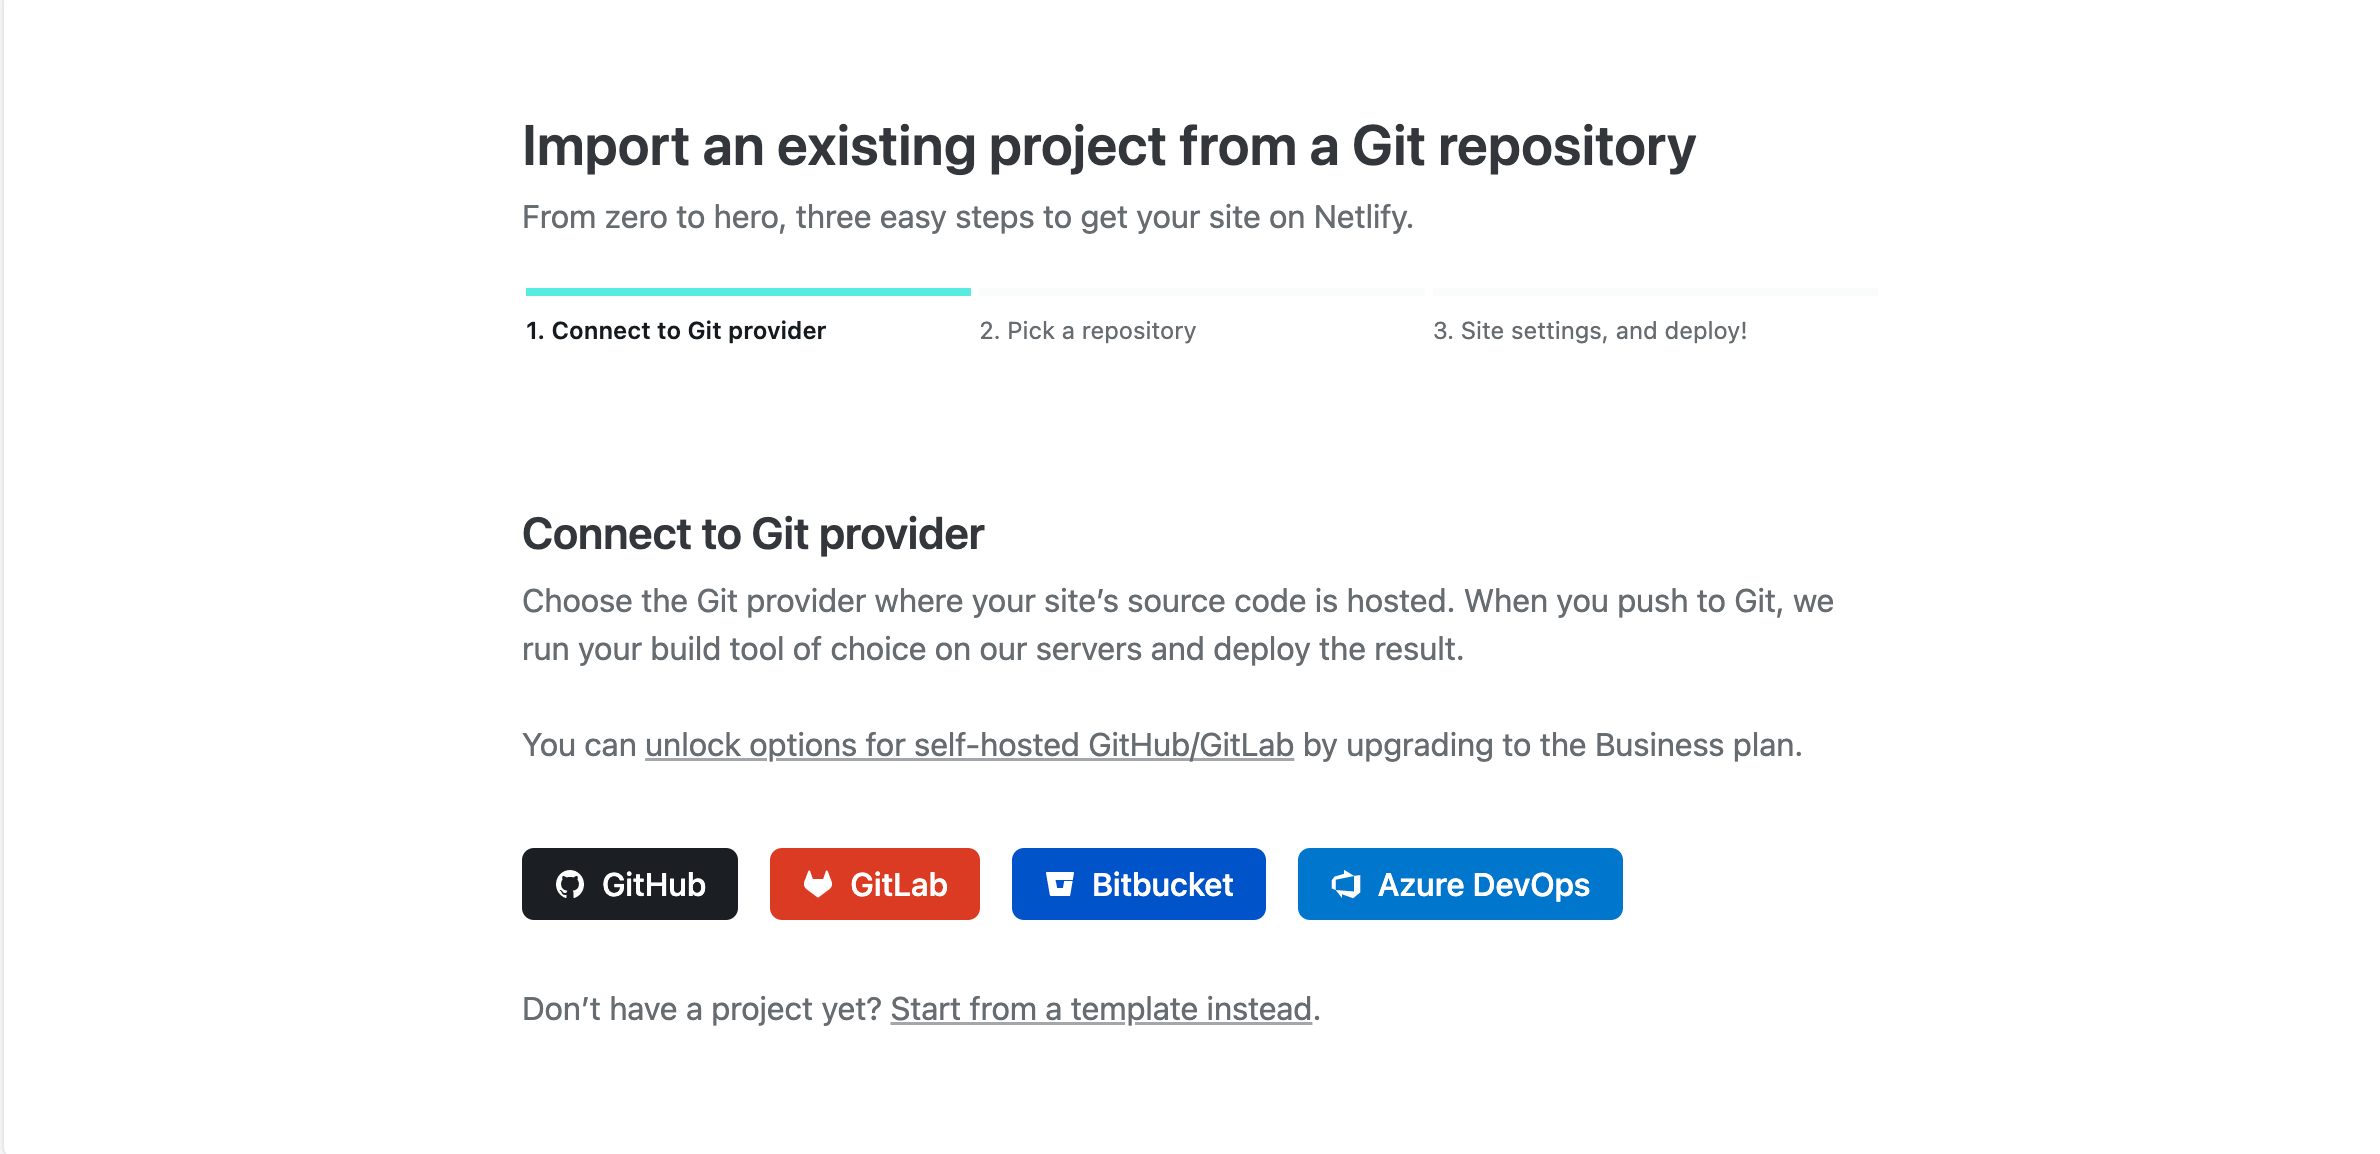 Import an existing project from a Git repository
From zero to hero, three easy steps to get your site on Netlify.
1. Connect to Git provider
2. Pick a repository
3. Site settings, and deploy!
Connect to Git provider
Choose the Git provider where your site’s source code is hosted. When you push to Git, we
run your build tool of choice on our servers and deploy the result.
You can unlock options for self-hosted GitHub/GitLab by upgrading to the Business plan.
GitHub
GitLab
Bitbucket
Azure DevOps
Don’t have a project yet? Start from a template instead.